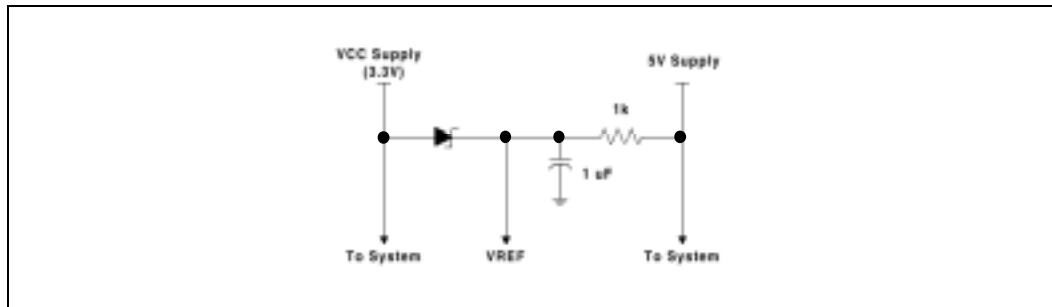 VCC Supply
(3.3V)
5V Supply
1k
1 uF
To System
VREF
To System